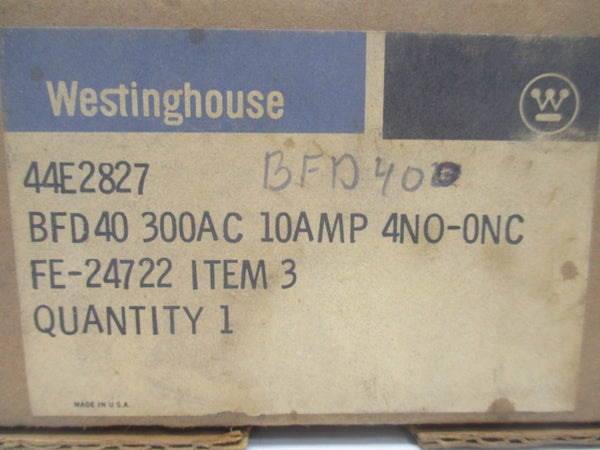 Westinghouse
W
44E2827 BFD40
BFD40 300AC 10AMP 4NO-0NC
FE-24722 ITEM 3
QUANTITY 1
MADE IN U.S.A.